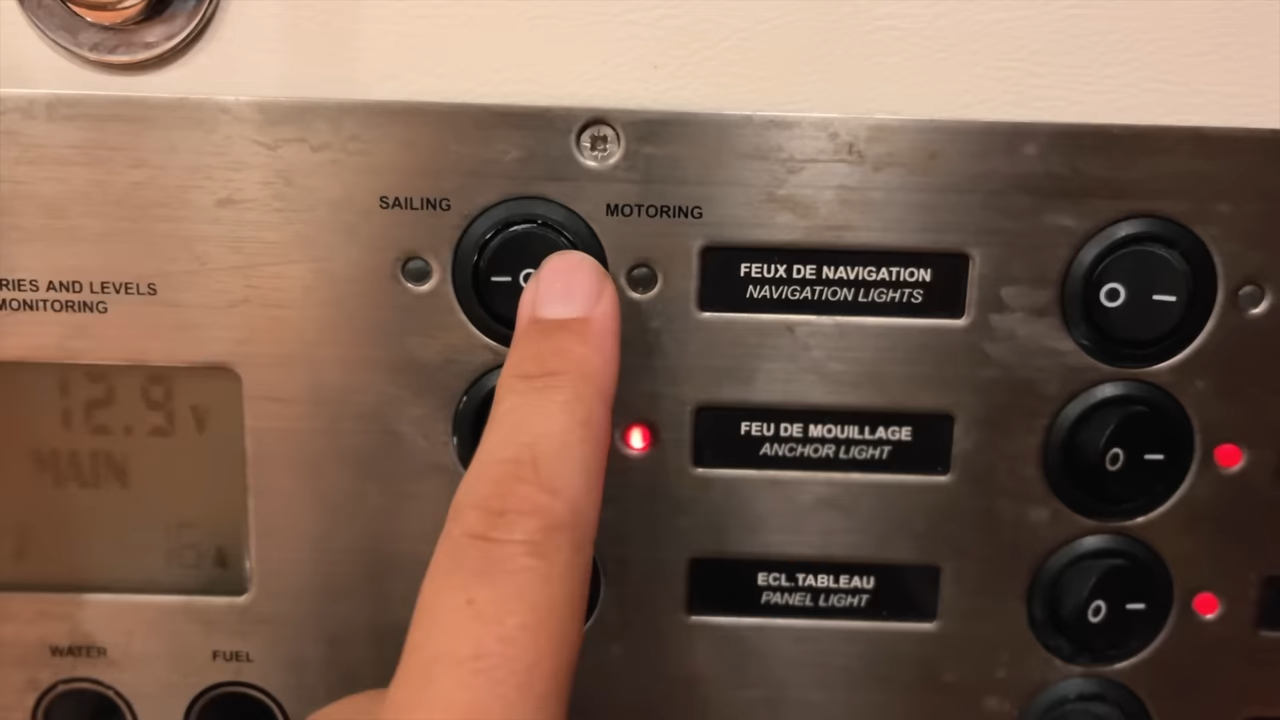 SAILING
MOTORING
FEUX DE NAVIGATION
NAVIGATION LIGHTS
RIES AND LEVELS
MONITORING
12.9 v
MAIN
FEU DE MOUILLAGE
ANCHOR LIGHT
ECL.TABLEAU
PANEL LIGHT
WATER
FUEL